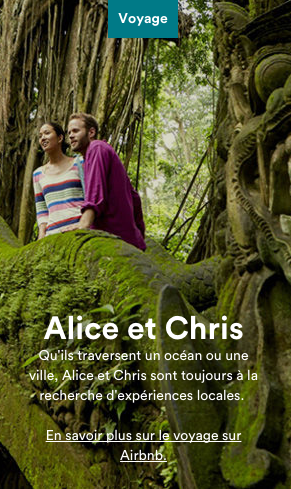 Voyage
Alice et Chris
Qu'ils traversent un océan ou une
ville, Alice et Chris sont toujours à la
recherche d'expériences locales.
En savoir plus sur le voyage sur
Airbnb.